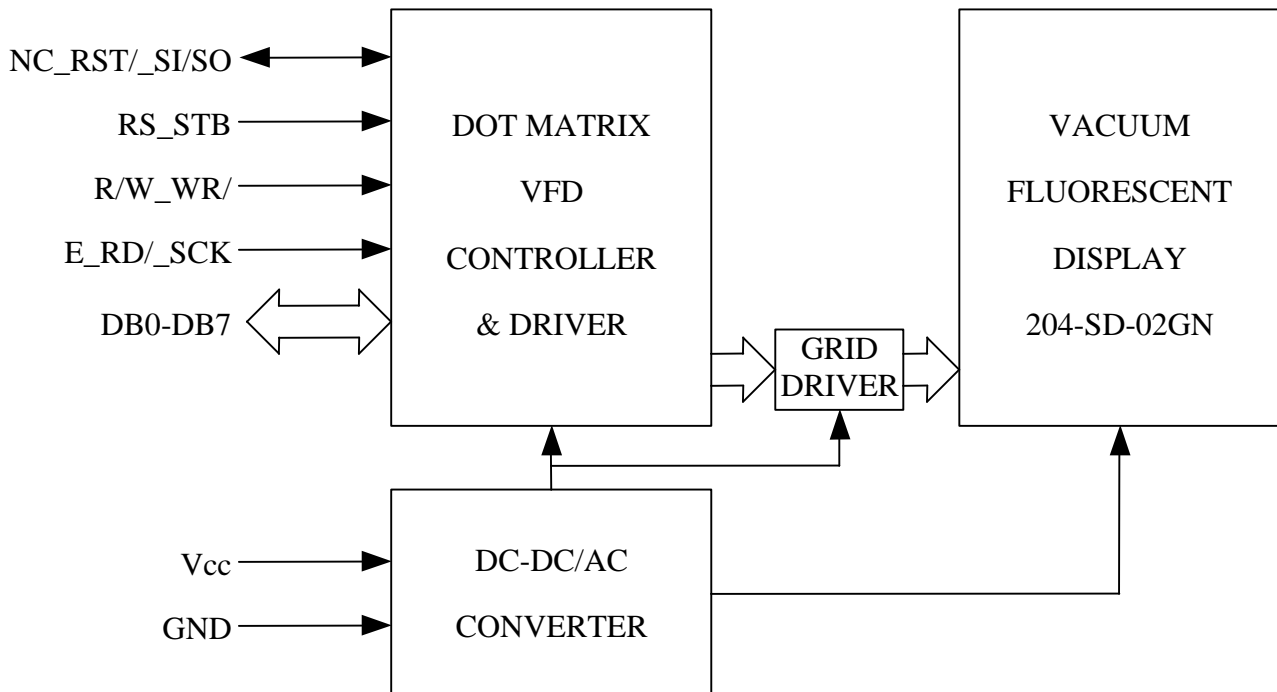 NC_RST/_SI/SO
RS_STB
R/W_WR/
E_RD/_SCK
DB0-DB7
DOT MATRIX
VFD
CONTROLLER
& DRIVER
GRID
DRIVER
VACUUM
FLUORESCENT
DISPLAY
204-SD-02GN
Vcc
GND
DC-DC/AC
CONVERTER